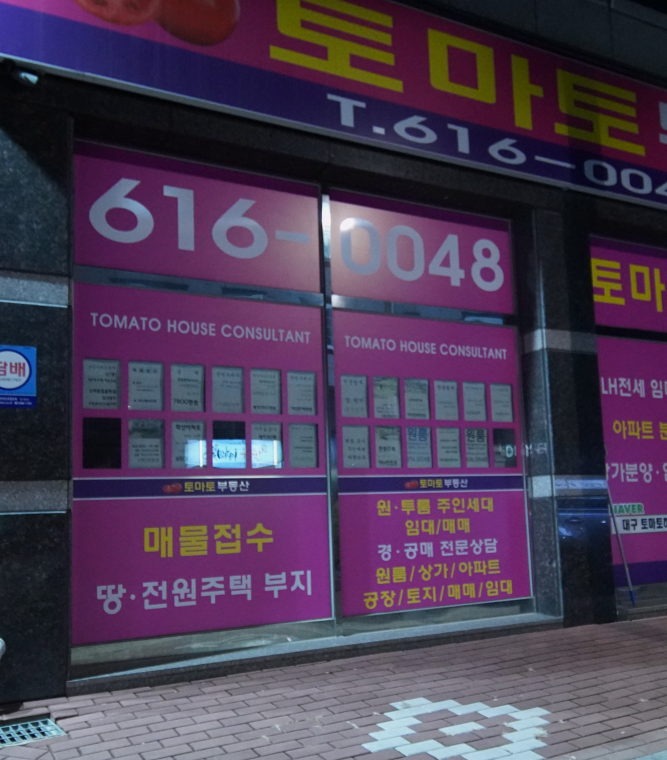 토마토
T.616-004
616-0048
TOMATO HOUSE CONSULTANT
TOMATO HOUSE CONSULTANT
토마토부동산
매물접수
땅·전원주택 부지
토마토부동산
원·투룸 주인세대
임대/매매
경·공매 전문상담
원룸/상가/아파트
공장/토지/매매/임대
담배
토마
LH전세 임
아파트
가분양·
NAVER
대구 토마토